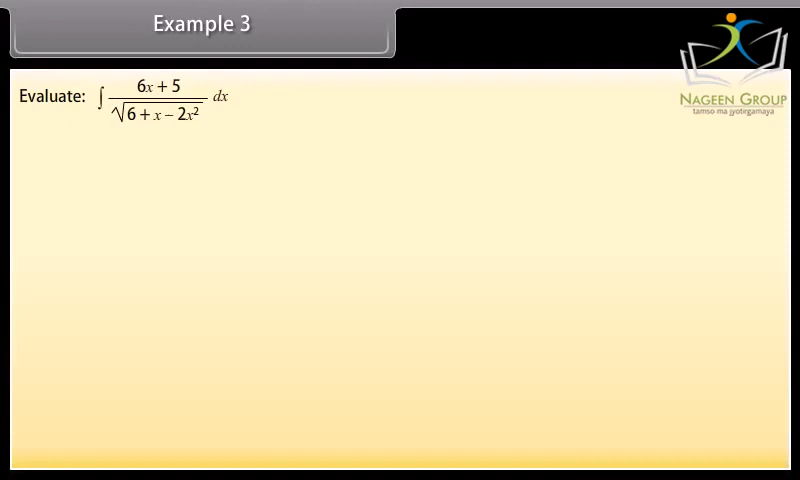 Example 3
NAGEEN GROUP
tamso ma jyotirgamaya
Evaluate: ∫ (6x + 5) / √(6 + x − 2x²) dx